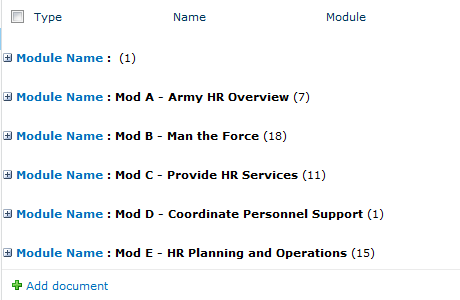 Type Name Module
Module Name : (1)
Module Name : Mod A - Army HR Overview (7)
Module Name : Mod B - Man the Force (18)
Module Name : Mod C - Provide HR Services (11)
Module Name : Mod D - Coordinate Personnel Support (1)
Module Name : Mod E - HR Planning and Operations (15)
Add document